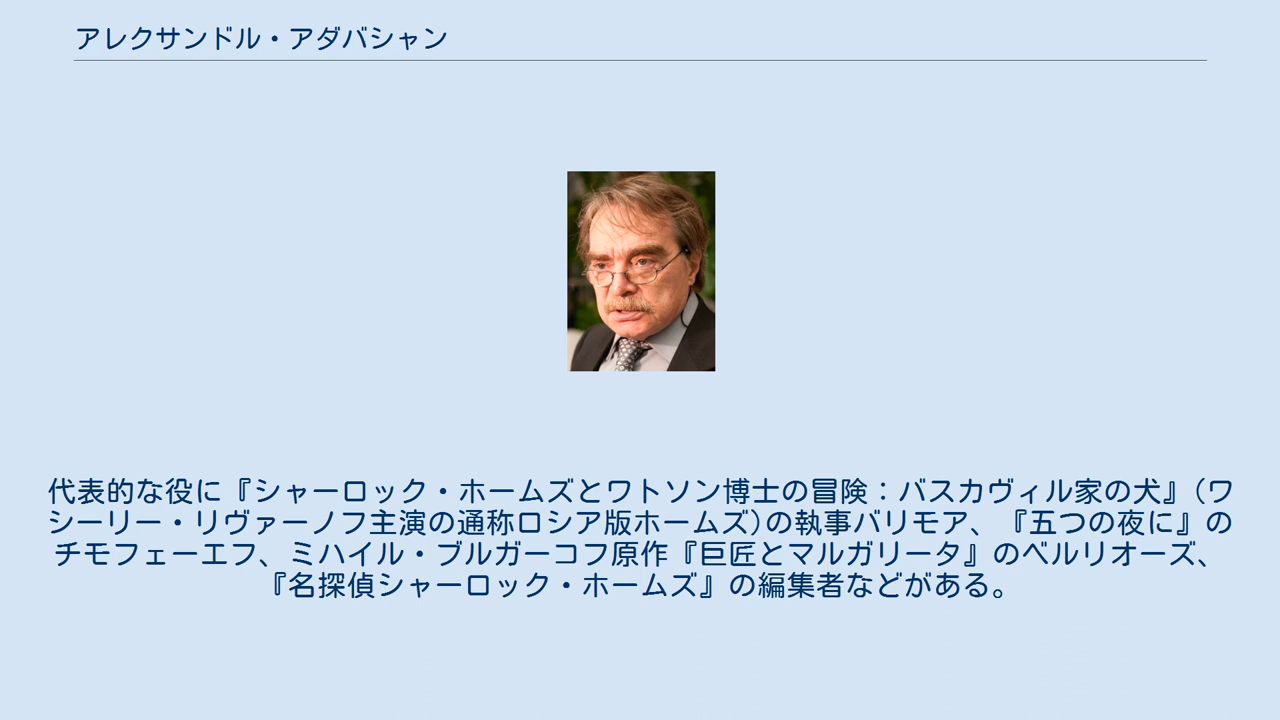 アレクサンドル・アダバシャン
代表的な役に『シャーロック・ホームズとワトソン博士の冒険：バスカヴィル家の犬』(ワ
シーリー・リヴァーノフ主演の通称ロシア版ホームズ)の執事バリモア、『五つの夜に』の
チモフェーエフ、ミハイル・ブルガーコフ原作『巨匠とマルガリータ』のベルリオーズ、
『名探偵シャーロック・ホームズ』の編集者などがある。